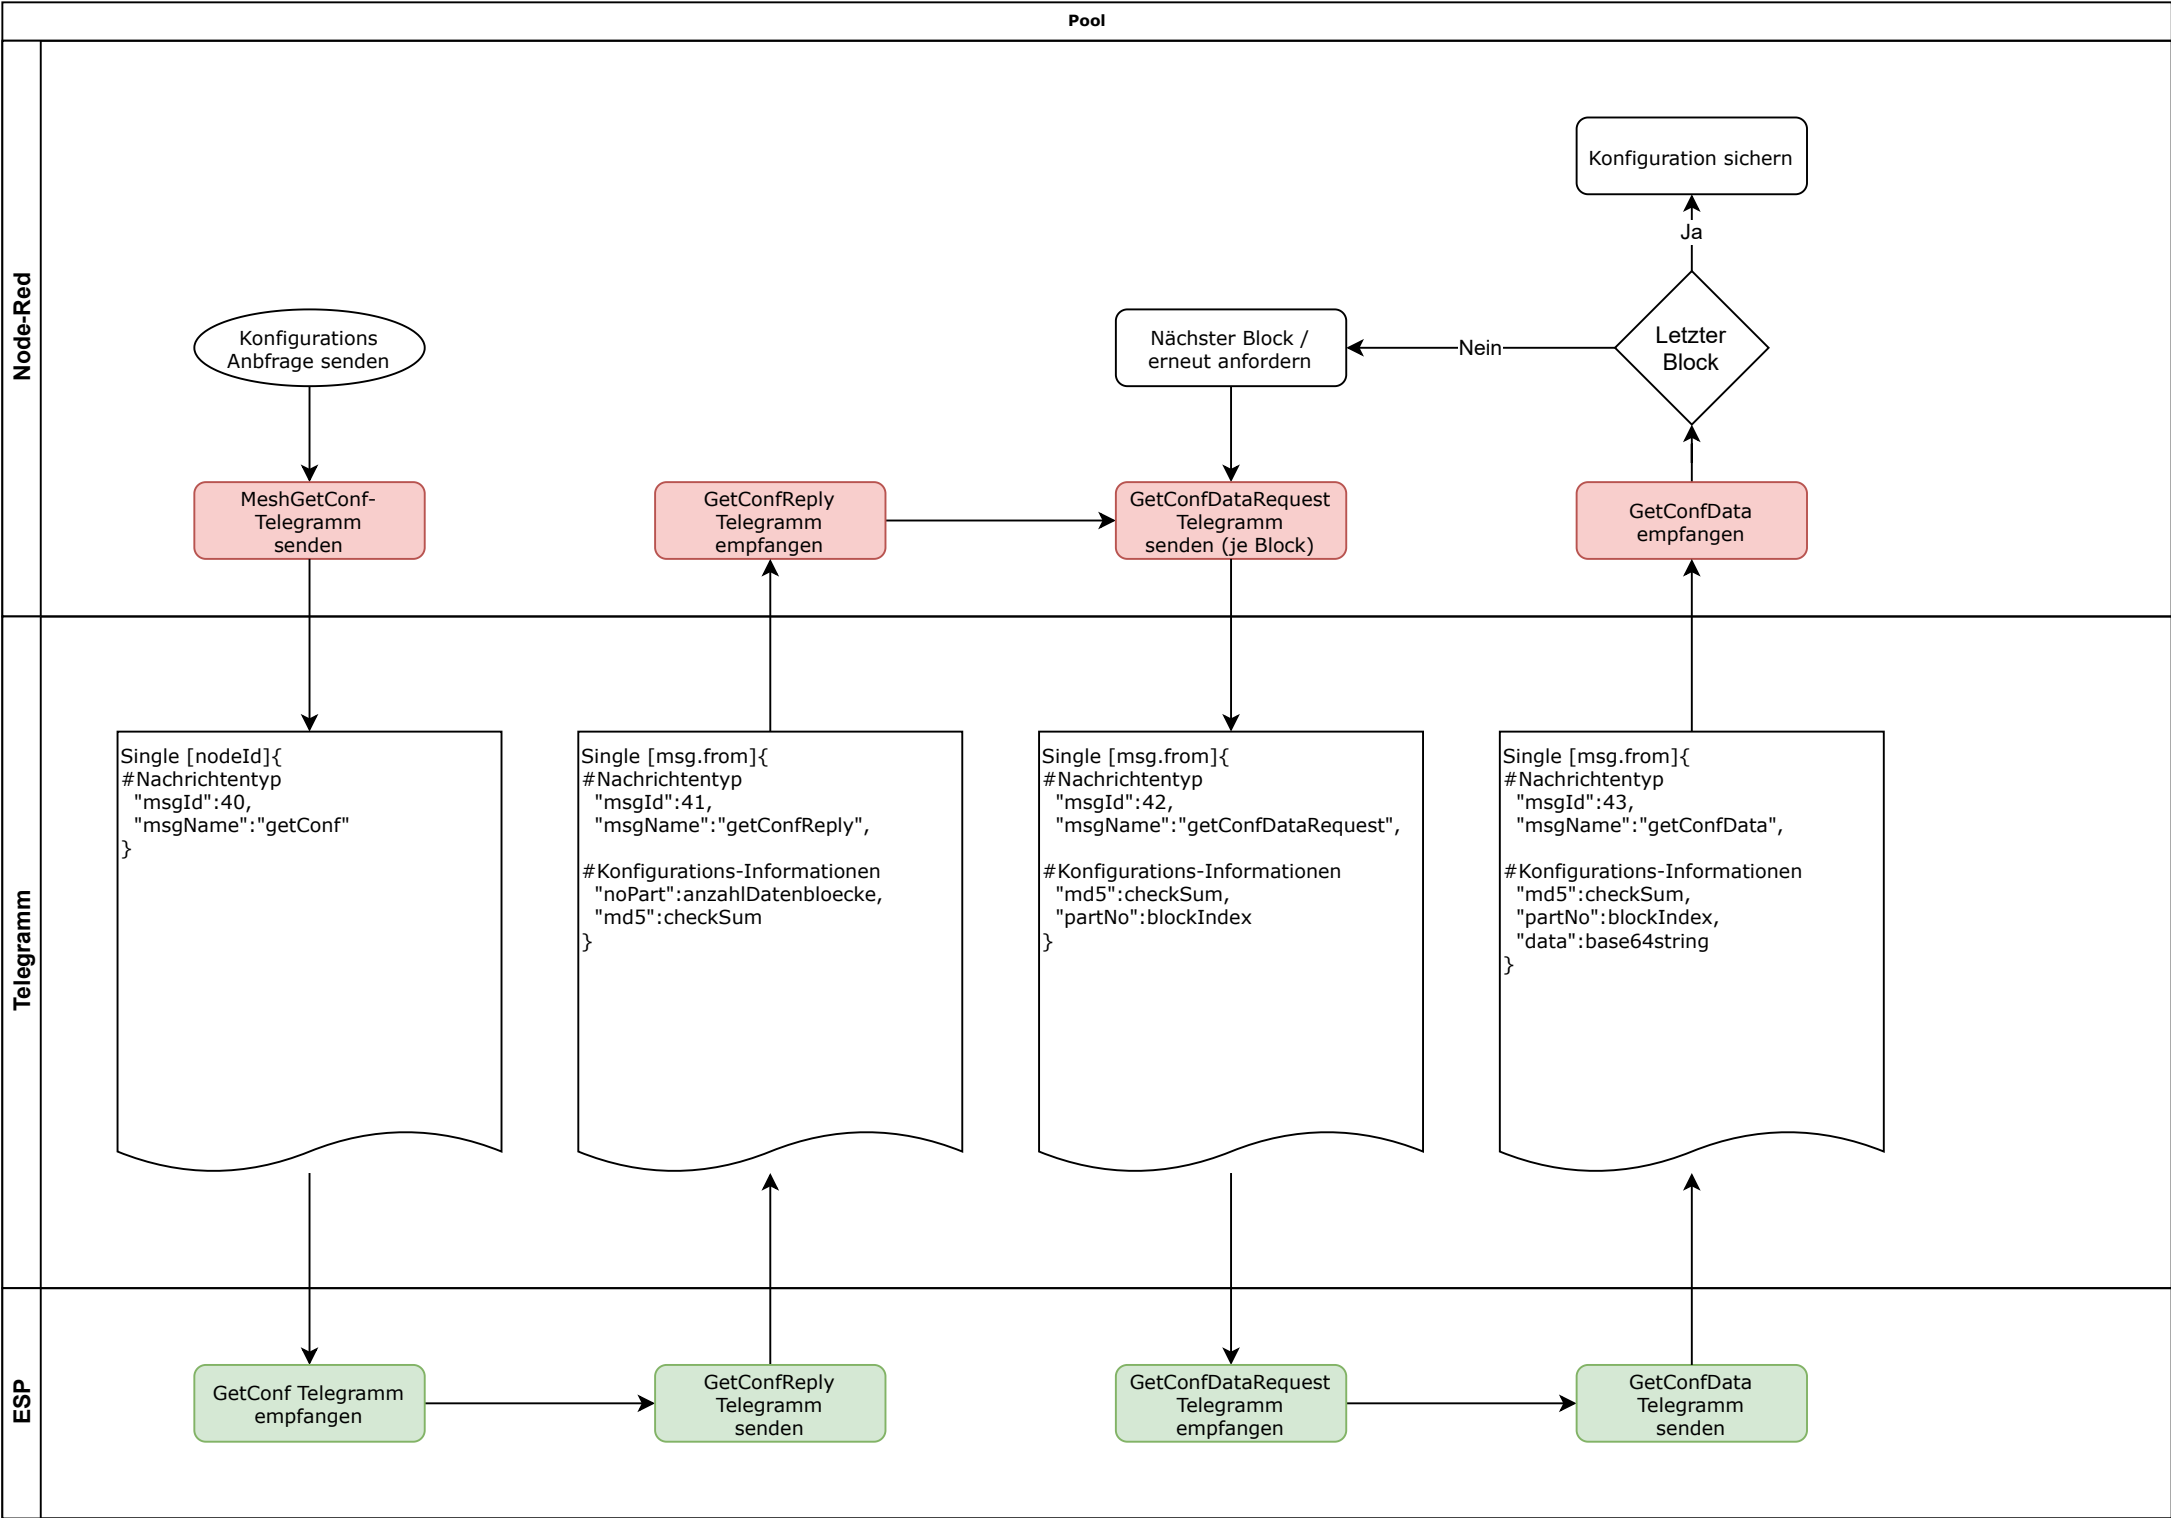 Pool
Node-Red
Konfiguration sichern
Ja
Konfigurations
Anbfrage senden
Nächster Block /
erneut anfordern
Nein
Letzter
Block
MeshGetConf-
Telegramm
senden
GetConfReply
Telegramm
empfangen
GetConfDataRequest
Telegramm
senden (je Block)
GetConfData
empfangen
Telegramm
Single [nodeId]{
#Nachrichtentyp
"msgId":40,
"msgName":"getConf"
}
Single [msg.from]{
#Nachrichtentyp
"msgId":41,
"msgName":"getConfReply",
#Konfigurations-Informationen
"noPart":anzahlDatenbloecke,
"md5":checkSum
}
Single [msg.from]{
#Nachrichtentyp
"msgId":42,
"msgName":"getConfDataRequest",
#Konfigurations-Informationen
"md5":checkSum,
"partNo":blockIndex
}
Single [msg.from]{
#Nachrichtentyp
"msgId":43,
"msgName":"getConfData",
#Konfigurations-Informationen
"md5":checkSum,
"partNo":blockIndex,
"data":base64string
}
ESP
GetConf Telegramm
empfangen
GetConfReply
Telegramm
senden
GetConfDataRequest
Telegramm
empfangen
GetConfData
Telegramm
senden